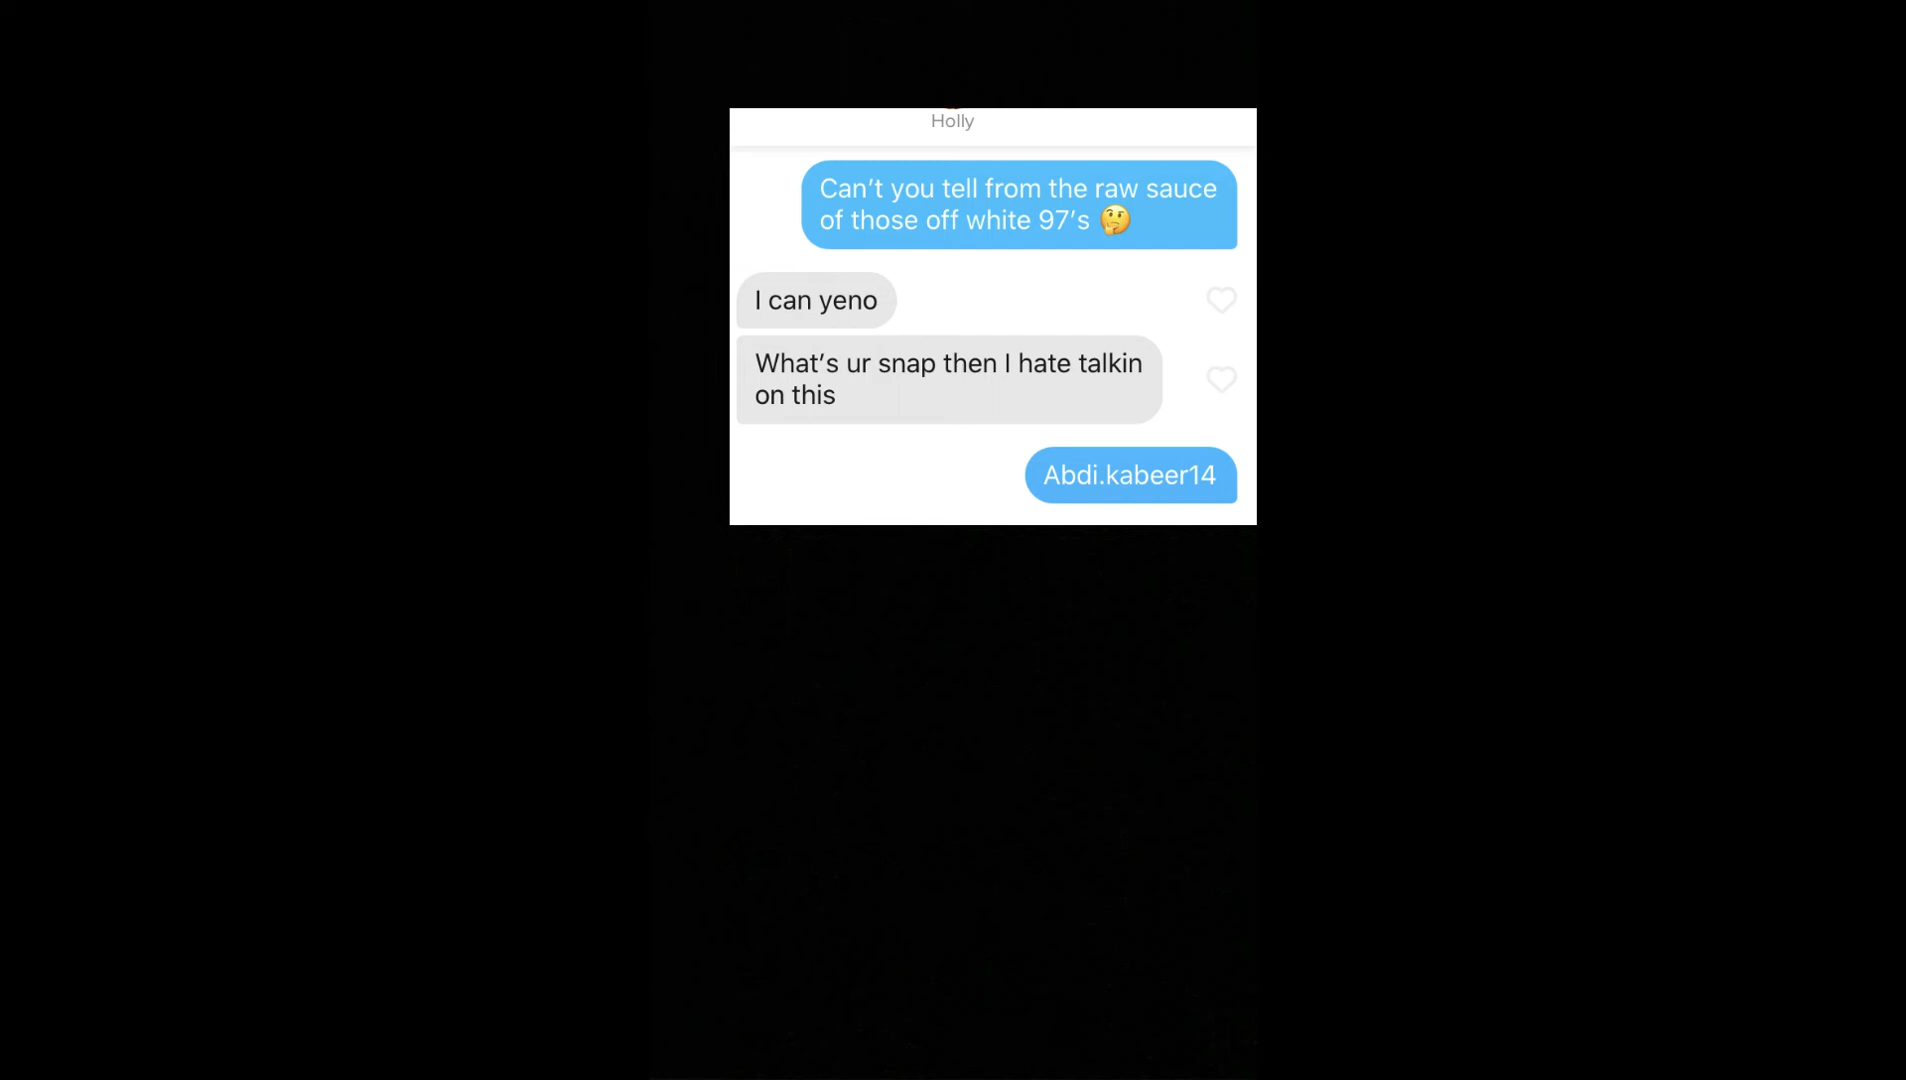 Holly
Can’t you tell from the raw sauce
of those off white 97’s 🤔
I can yeno
What’s ur snap then I hate talkin
on this
Abdi.kabeer14